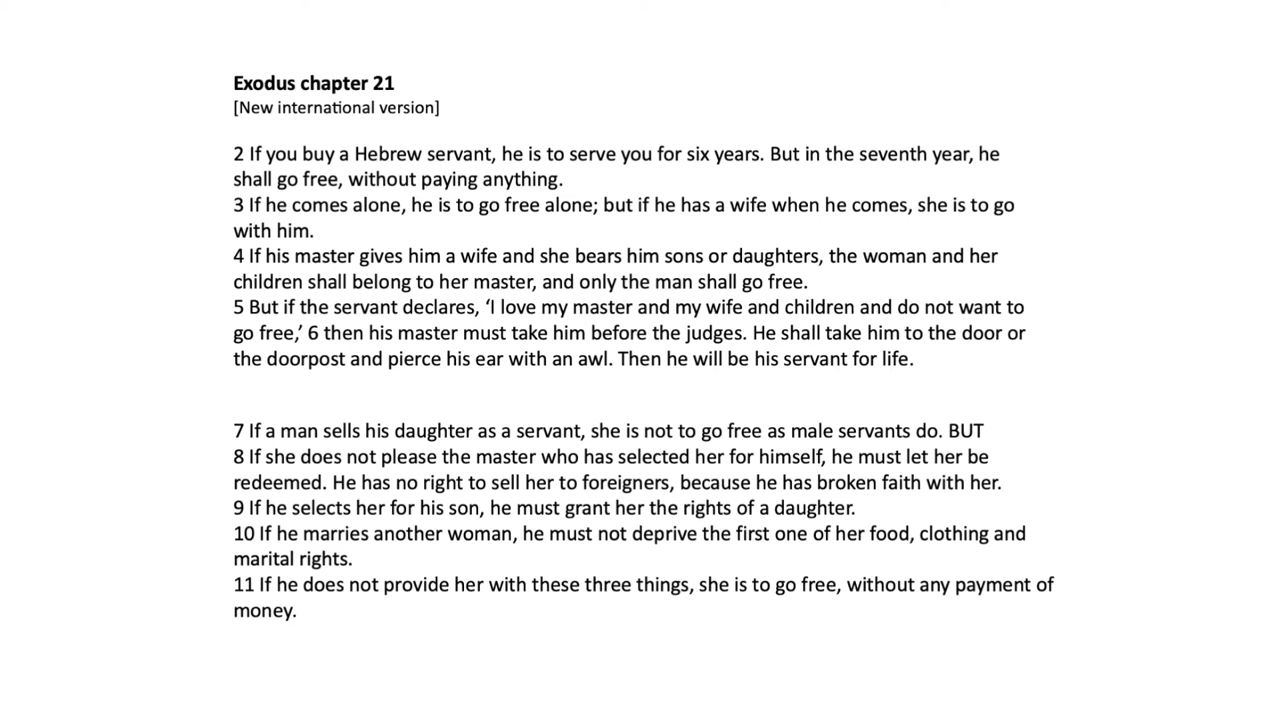 Exodus chapter 21
[New international version]
2 If you buy a Hebrew servant, he is to serve you for six years. But in the seventh year, he
shall go free, without paying anything.
3 If he comes alone, he is to go free alone; but if he has a wife when he comes, she is to go
with him.
4 If his master gives him a wife and she bears him sons or daughters, the woman and her
children shall belong to her master, and only the man shall go free.
5 But if the servant declares, ‘I love my master and my wife and children and do not want to
go free,’ 6 then his master must take him before the judges. He shall take him to the door or
the doorpost and pierce his ear with an awl. Then he will be his servant for life.
7 If a man sells his daughter as a servant, she is not to go free as male servants do. BUT
8 If she does not please the master who has selected her for himself, he must let her be
redeemed. He has no right to sell her to foreigners, because he has broken faith with her.
9 If he selects her for his son, he must grant her the rights of a daughter.
10 If he marries another woman, he must not deprive the first one of her food, clothing and
marital rights.
11 If he does not provide her with these three things, she is to go free, without any payment of
money.